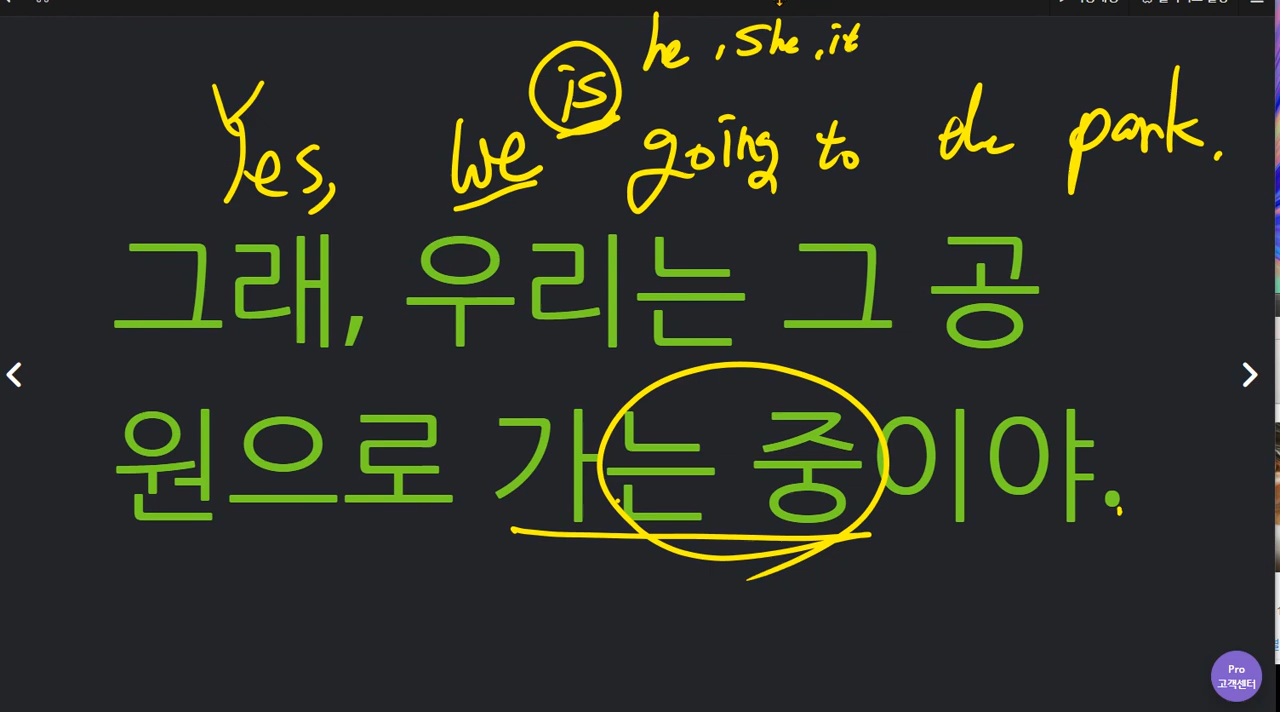 he, she, it
is
Yes, we going to the park.
그래, 우리는 그 공
원으로 가는 중이야.
Pro
고객센터